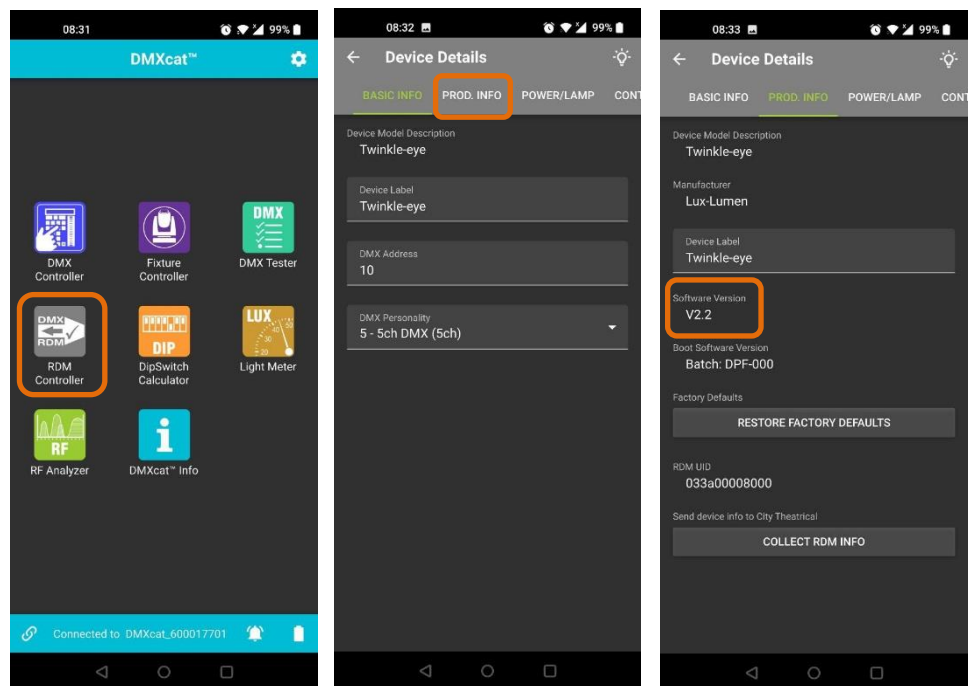 08:31
99%
DMXcat™
DMX
Controller
Fixture
Controller
DMX
DMX Tester
DMX
RDM
RDM
Controller
DIP
DipSwitch
Calculator
LUX
50
40
30
20
Light Meter
RF
RF Analyzer
i
DMXcat™ Info
Connected to DMXcat_600017701
08:32
99%
Device Details
BASIC INFO
PROD. INFO
POWER/LAMP
CONT
Device Model Description
Twinkle-eye
Device Label
Twinkle-eye
DMX Address
10
DMX Personality
5 - 5ch DMX (5ch)
08:33
99%
Device Details
BASIC INFO
PROD. INFO
POWER/LAMP
CONT
Device Model Description
Twinkle-eye
Manufacturer
Lux-Lumen
Device Label
Twinkle-eye
Software Version
V2.2
Boot Software Version
Batch: DPF-000
Factory Defaults
RESTORE FACTORY DEFAULTS
RDM UID
033a00008000
Send device info to City Theatrical
COLLECT RDM INFO